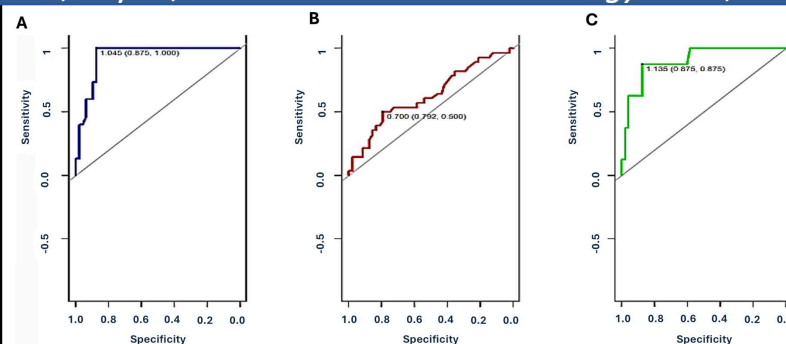 A
B
C
1
0.5
0.0
-0.5
Sensitivity
1.045 (0.875, 1.000)
1.0 0.8 0.6 0.4 0.2 0.0
Specificity
1
0.5
0.0
-0.5
Sensitivity
0.700 (0.792, 0.500)
1.0 0.8 0.6 0.4 0.2 0.0
Specificity
1
0.5
0.0
-0.5
Sensitivity
1.135 (0.875, 0.875)
1.0 0.8 0.6 0.4 0.2
Specificity